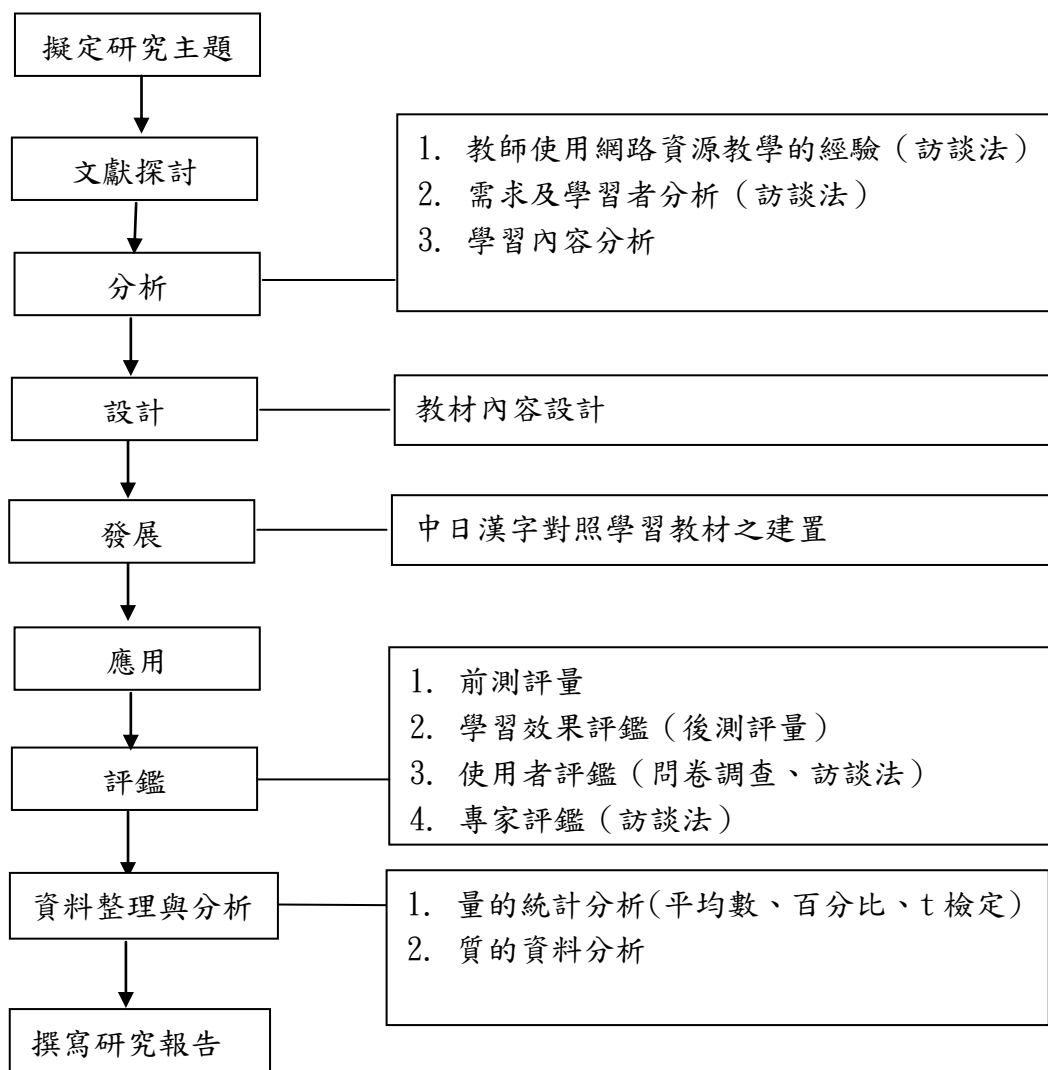 擬定研究主題
文獻探討
1. 教師使用網路資源教學的經驗（訪談法）
2. 需求及學習者分析（訪談法）
3. 學習內容分析
分析
設計
教材內容設計
發展
中日漢字對照學習教材之建置
應用
1. 前測評量
2. 學習效果評鑑（後測評量）
3. 使用者評鑑（問卷調查、訪談法）
4. 專家評鑑（訪談法）
評鑑
資料整理與分析
1. 量的統計分析(平均數、百分比、t 檢定)
2. 質的資料分析
撰寫研究報告